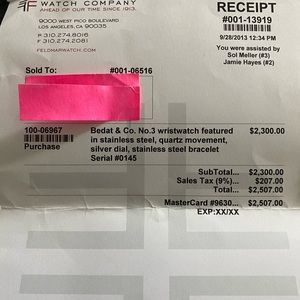 WATCH COMPANY
AHEAD OF OUR TIME SINCE 1913.
9000 WEST PICO BOULEVARD
LOS ANGELES, CA 90035
P 310.274.8016
F 310.274.2081
FELDMARWATCH.COM
RECEIPT
#001-13919
9/28/2013 12:34 PM
You were assisted by
Sol Meller (#3)
Jamie Hayes (#2)
Sold To: #001-06516
100-06967 Bedat & Co. No.3 wristwatch featured $2,300.00
Purchase in stainless steel, quartz movement,
silver dial, stainless steel bracelet
Serial #0145
SubTotal... $2,300.00
Sales Tax (9%)... $207.00
Total... $2,507.00
MasterCard #9630... $2,507.00
EXP:XX/XX